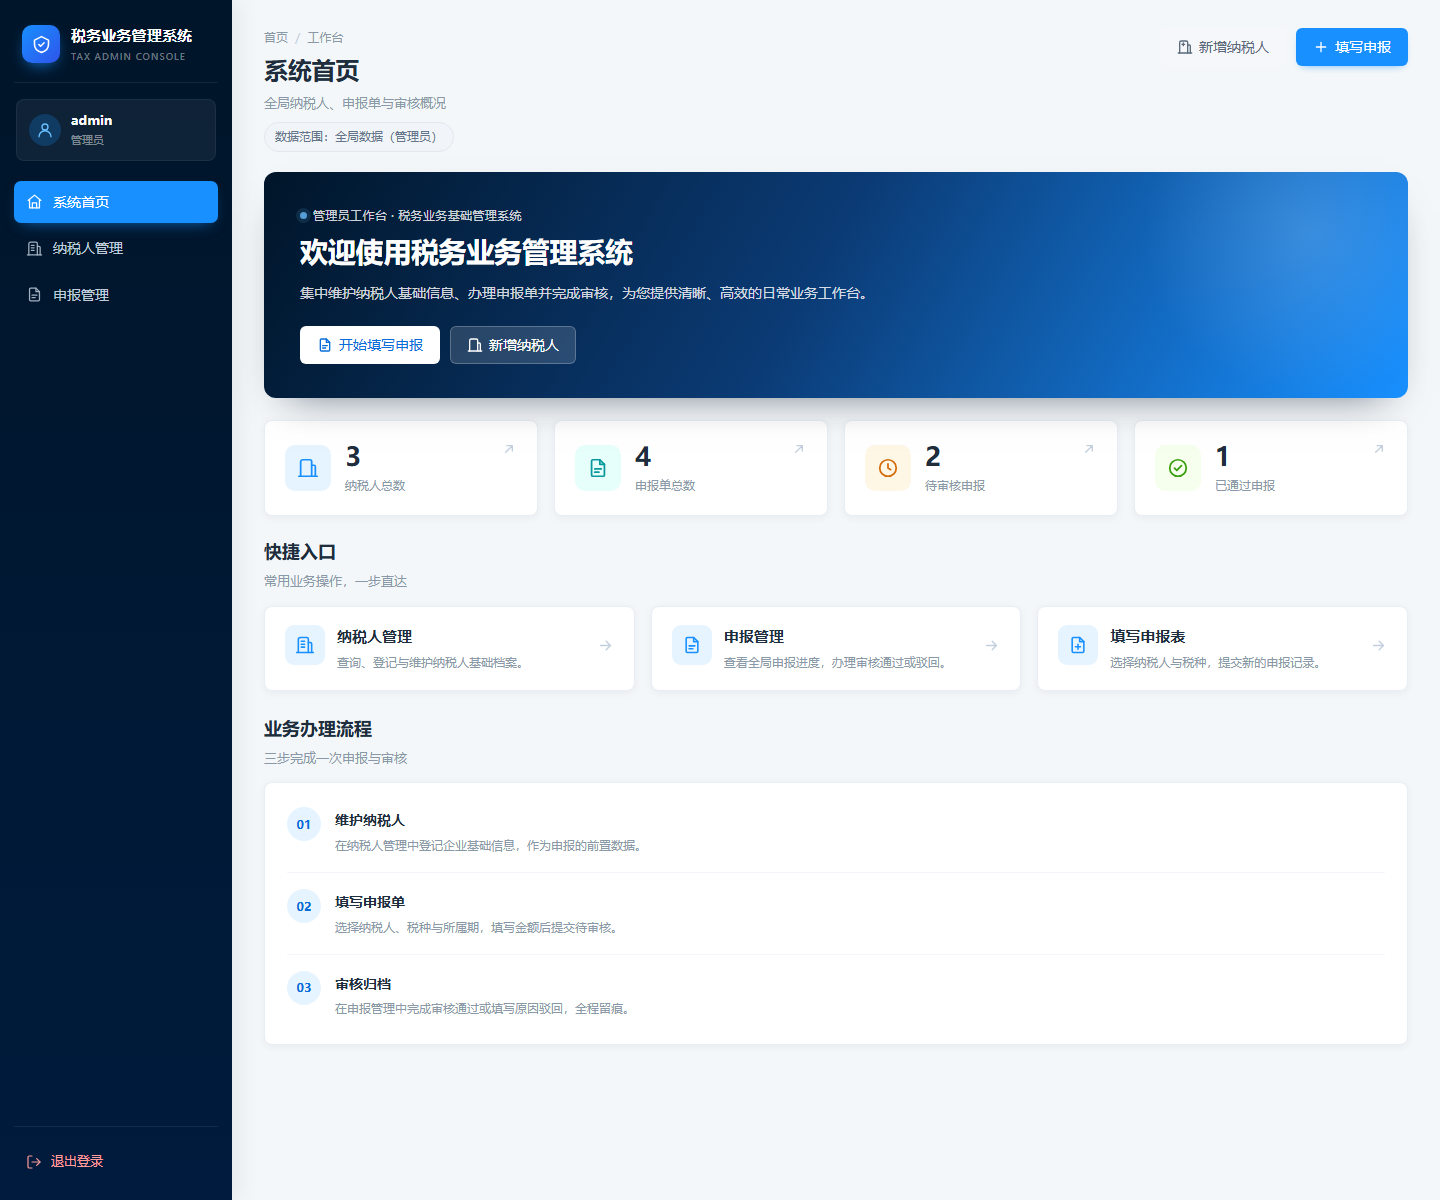 税务业务管理系统
TAX ADMIN CONSOLE
admin
管理员
系统首页
纳税人管理
申报管理
退出登录
首页 / 工作台
系统首页
全局纳税人、申报单与审核概况
数据范围：全局数据（管理员）
新增纳税人
填写申报
管理员工作台 · 税务业务基础管理系统
欢迎使用税务业务管理系统
集中维护纳税人基础信息、办理申报单并完成审核，为您提供清晰、高效的日常业务工作台。
开始填写申报
新增纳税人
3
纳税人总数
4
申报单总数
2
待审核申报
1
已通过申报
快捷入口
常用业务操作，一步直达
纳税人管理
查询、登记与维护纳税人基础档案。
申报管理
查看全局申报进度，办理审核通过或驳回。
填写申报表
选择纳税人与税种，提交新的申报记录。
业务办理流程
三步完成一次申报与审核
01
维护纳税人
在纳税人管理中登记企业基础信息，作为申报的前置数据。
02
填写申报单
选择纳税人、税种与所属期，填写金额后提交待审核。
03
审核归档
在申报管理中完成审核通过或填写原因驳回，全程留痕。